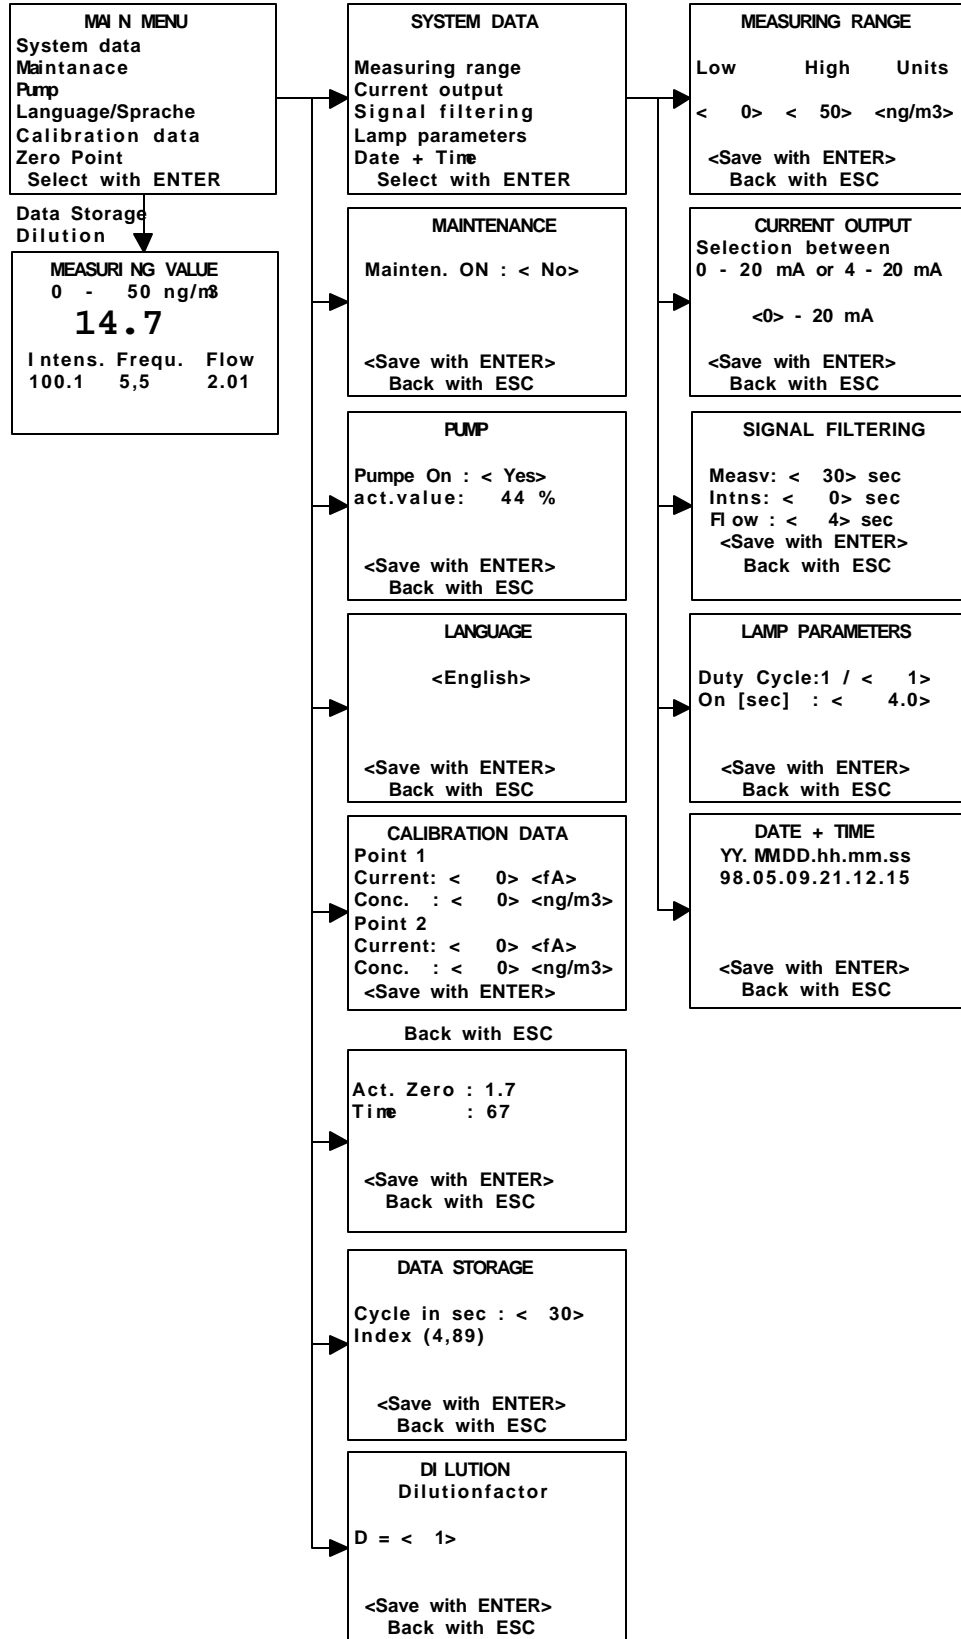 MAIN MENU
System data
Maintanace
Pump
Language/Sprache
Calibration data
Zero Point
Select with ENTER
Data Storage
Dilution
MEASURING VALUE
0 - 50 ng/m3
14.7
Intens. Frequ. Flow
100.1 5,5 2.01
SYSTEM DATA
Measuring range
Current output
Signal filtering
Lamp parameters
Date + Time
Select with ENTER
MAINTENANCE
Mainten. ON : < No>
<Save with ENTER>
Back with ESC
PUMP
Pumpe On : < Yes>
act.value: 44 %
<Save with ENTER>
Back with ESC
LANGUAGE
<English>
<Save with ENTER>
Back with ESC
CALIBRATION DATA
Point 1
Current: < 0> <fA>
Conc. : < 0> <ng/m3>
Point 2
Current: < 0> <fA>
Conc. : < 0> <ng/m3>
<Save with ENTER>
Back with ESC
Act. Zero : 1.7
Time : 67
<Save with ENTER>
Back with ESC
DATA STORAGE
Cycle in sec : < 30>
Index (4,89)
<Save with ENTER>
Back with ESC
DILUTION
Dilutionfactor
D = < 1>
<Save with ENTER>
Back with ESC
MEASURING RANGE
Low High Units
< 0> < 50> <ng/m3>
<Save with ENTER>
Back with ESC
CURRENT OUTPUT
Selection between
0 - 20 mA or 4 - 20 mA
<0> - 20 mA
<Save with ENTER>
Back with ESC
SIGNAL FILTERING
Measv: < 30> sec
Intns: < 0> sec
Flow : < 4> sec
<Save with ENTER>
Back with ESC
LAMP PARAMETERS
Duty Cycle:1 / < 1>
On [sec] : < 4.0>
<Save with ENTER>
Back with ESC
DATE + TIME
YY.MM.DD.hh.mm.ss
98.05.09.21.12.15
<Save with ENTER>
Back with ESC